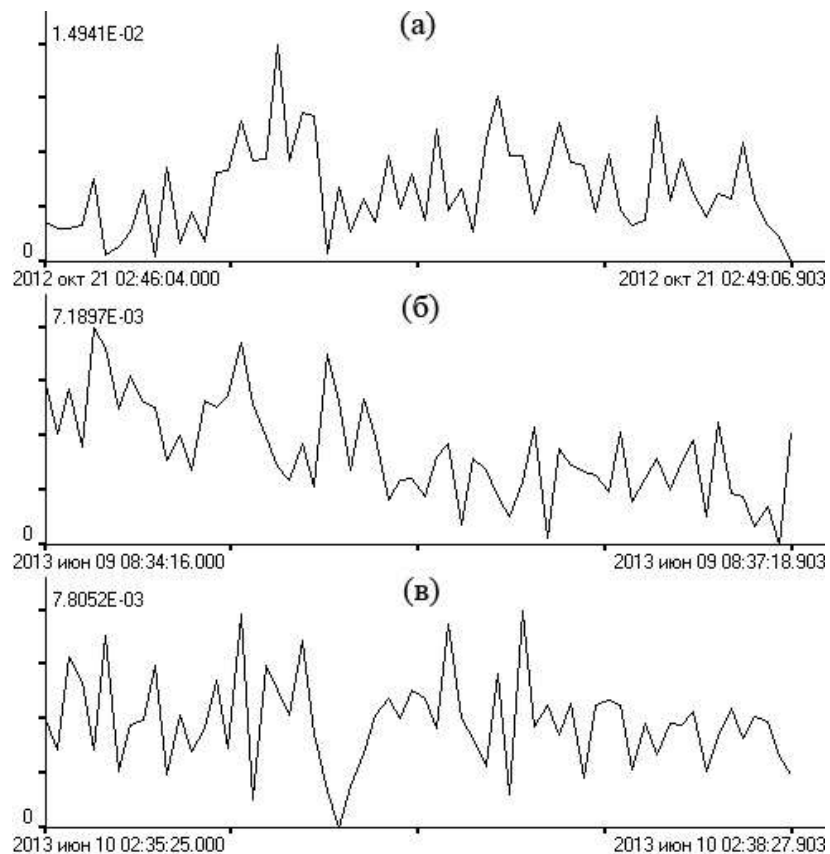 (а)
1.4941E-02
0
2012 окт 21 02:46:04.000 2012 окт 21 02:49:06.903
(б)
7.1897E-03
0
2013 июн 09 08:34:16.000 2013 июн 09 08:37:18.903
(в)
7.8052E-03
0
2013 июн 10 02:35:25.000 2013 июн 10 02:38:27.903